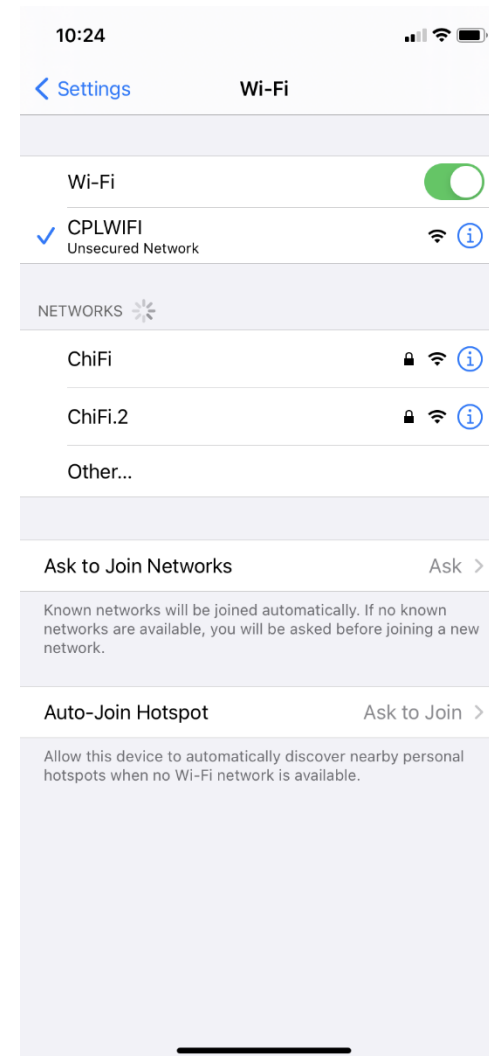 10:24
Settings
Wi-Fi
Wi-Fi
CPLWIFI
Unsecured Network
NETWORKS
ChiFi
ChiFi.2
Other...
Ask to Join Networks Ask
Known networks will be joined automatically. If no known
networks are available, you will be asked before joining a new
network.
Auto-Join Hotspot Ask to Join
Allow this device to automatically discover nearby personal
hotspots when no Wi-Fi network is available.